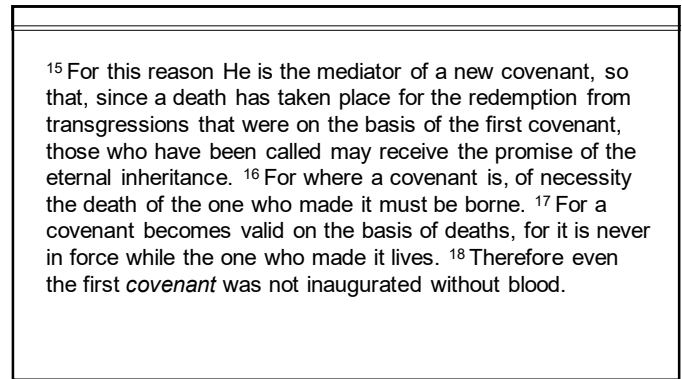 15 For this reason He is the mediator of a new covenant, so
that, since a death has taken place for the redemption from
transgressions that were on the basis of the first covenant,
those who have been called may receive the promise of the
eternal inheritance. 16 For where a covenant is, of necessity
the death of the one who made it must be borne. 17 For a
covenant becomes valid on the basis of deaths, for it is never
in force while the one who made it lives. 18 Therefore even
the first covenant was not inaugurated without blood.